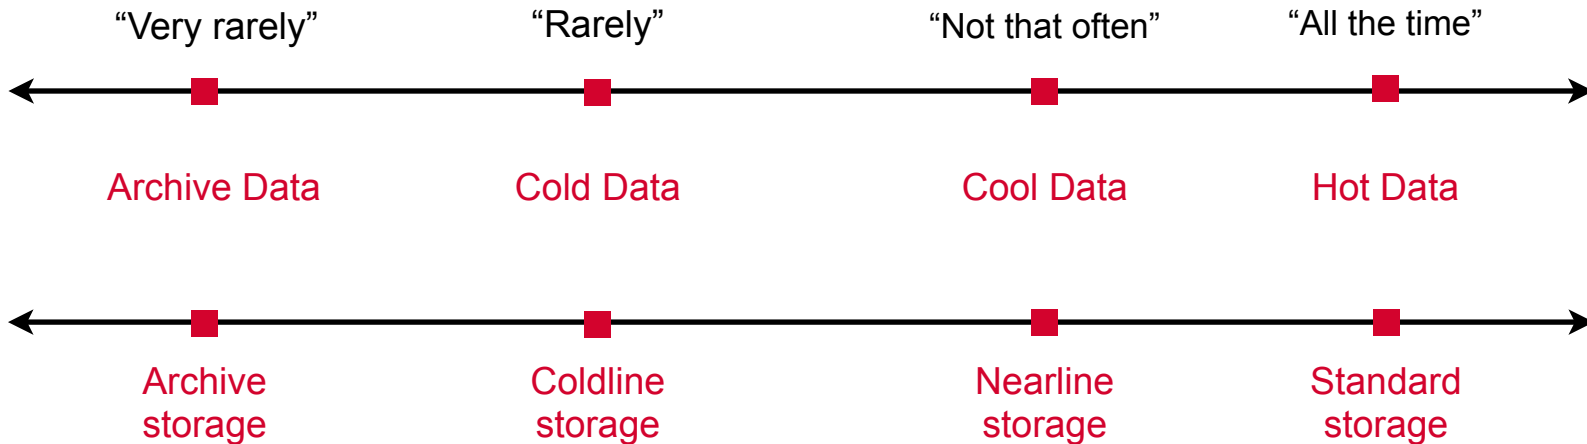 “Very rarely” “Rarely” “Not that often” “All the time”
Archive Data Cold Data Cool Data Hot Data
Archive Coldline Nearline Standard
storage storage storage storage